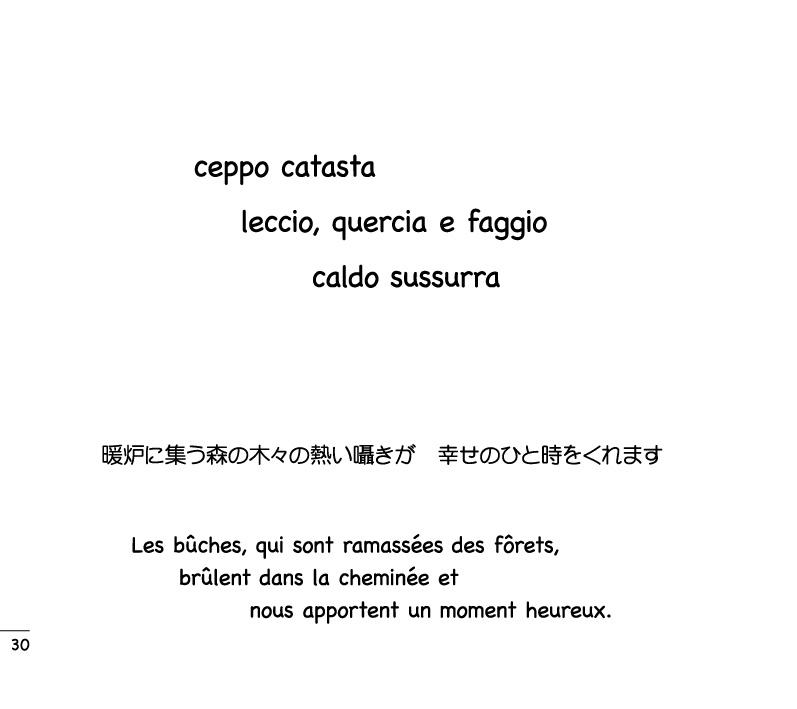 ceppo catasta
leccio, quercia e faggio
caldo sussurra
暖炉に集う森の木々の熱い囁きが　幸せのひと時をくれます
Les bûches, qui sont ramassées des fôrets,
brûlent dans la cheminée et
nous apportent un moment heureux.
30